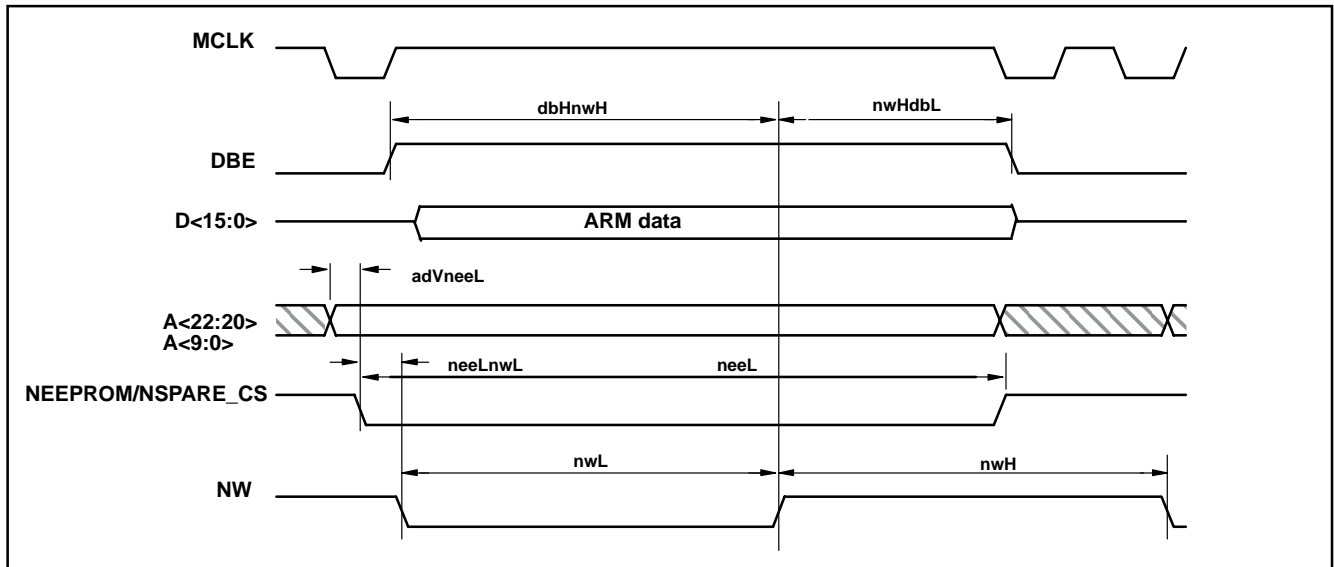 MCLK
dbHnwH
nwHdbL
DBE
D<15:0>
ARM data
adVneeL
A<22:20>
A<9:0>
neeLnwL
neeL
NEEPROM/NSPARE_CS
nwL
nwH
NW